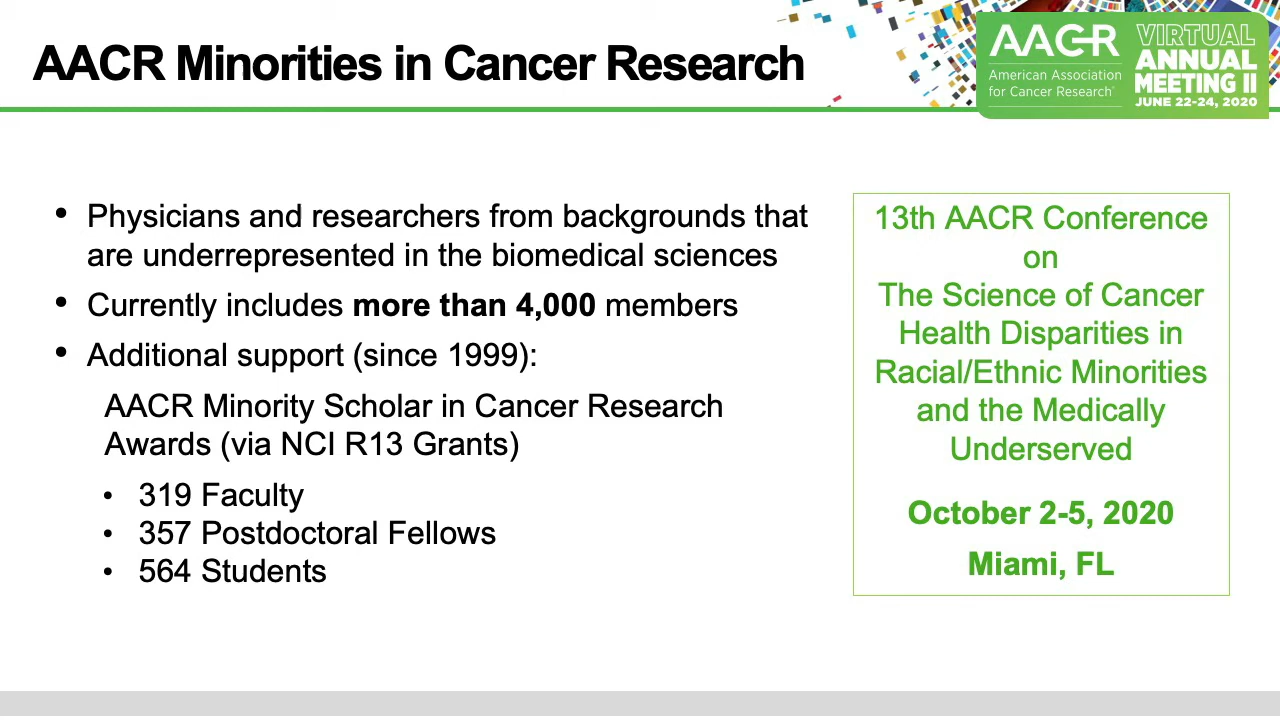 AACR Minorities in Cancer Research
AACR
American Association
for Cancer Research®
VIRTUAL
ANNUAL
MEETING II
JUNE 22-24, 2020
• Physicians and researchers from backgrounds that
are underrepresented in the biomedical sciences
• Currently includes more than 4,000 members
• Additional support (since 1999):
AACR Minority Scholar in Cancer Research
Awards (via NCI R13 Grants)
• 319 Faculty
• 357 Postdoctoral Fellows
• 564 Students
13th AACR Conference
on
The Science of Cancer
Health Disparities in
Racial/Ethnic Minorities
and the Medically
Underserved
October 2-5, 2020
Miami, FL